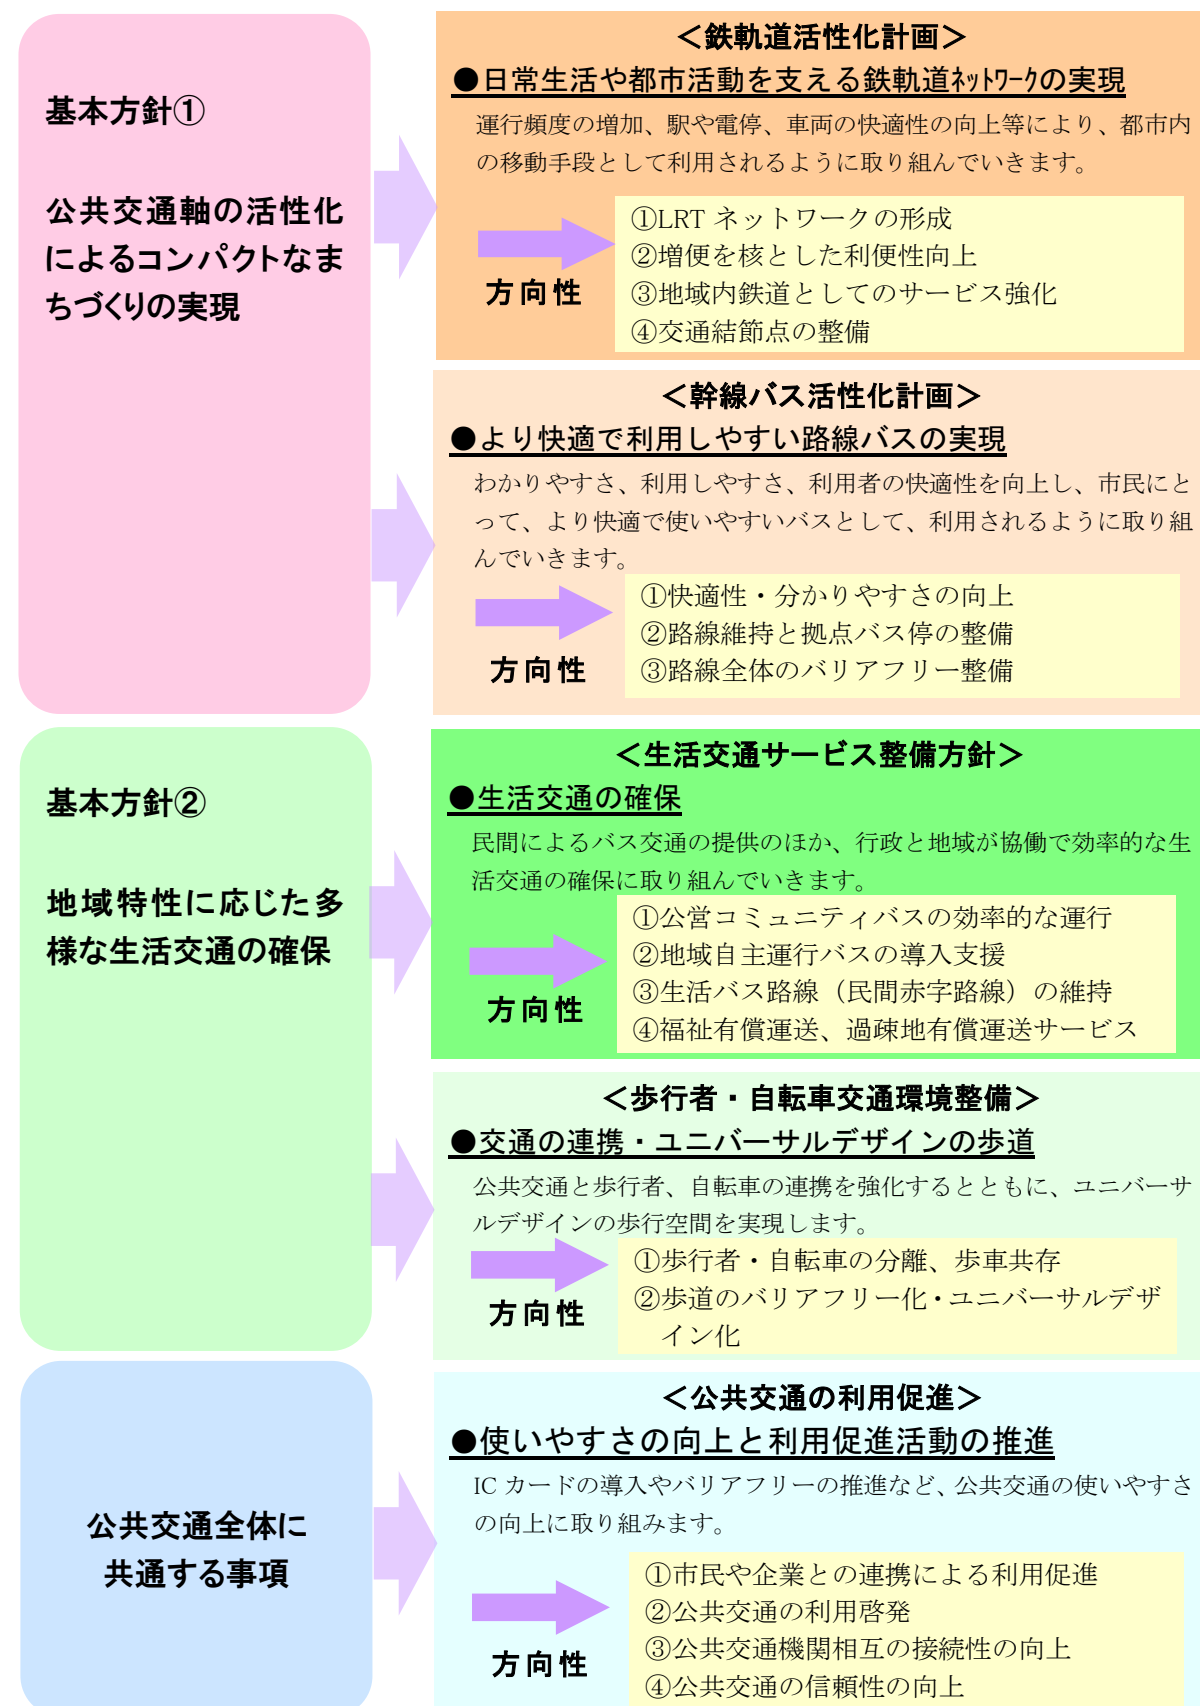 基本方針①
公共交通軸の活性化
によるコンパクトなま
ちづくりの実現
＜鉄軌道活性化計画＞
●日常生活や都市活動を支える鉄軌道ﾈｯﾄﾜｰｸの実現
運行頻度の増加、駅や電停、車両の快適性の向上等により、都市内
の移動手段として利用されるように取り組んでいきます。
方向性
①LRT ネットワークの形成
②増便を核とした利便性向上
③地域内鉄道としてのサービス強化
④交通結節点の整備
＜幹線バス活性化計画＞
●より快適で利用しやすい路線バスの実現
わかりやすさ、利用しやすさ、利用者の快適性を向上し、市民にと
って、より快適で使いやすいバスとして、利用されるように取り組
んでいきます。
方向性
①快適性・分かりやすさの向上
②路線維持と拠点バス停の整備
③路線全体のバリアフリー整備
基本方針②
地域特性に応じた多
様な生活交通の確保
＜生活交通サービス整備方針＞
●生活交通の確保
民間によるバス交通の提供のほか、行政と地域が協働で効率的な生
活交通の確保に取り組んでいきます。
方向性
①公営コミュニティバスの効率的な運行
②地域自主運行バスの導入支援
③生活バス路線（民間赤字路線）の維持
④福祉有償運送、過疎地有償運送サービス
＜歩行者・自転車交通環境整備＞
●交通の連携・ユニバーサルデザインの歩道
公共交通と歩行者、自転車の連携を強化するとともに、ユニバーサ
ルデザインの歩行空間を実現します。
方向性
①歩行者・自転車の分離、歩車共存
②歩道のバリアフリー化・ユニバーサルデザ
イン化
公共交通全体に
共通する事項
＜公共交通の利用促進＞
●使いやすさの向上と利用促進活動の推進
IC カードの導入やバリアフリーの推進など、公共交通の使いやすさ
の向上に取り組みます。
方向性
①市民や企業との連携による利用促進
②公共交通の利用啓発
③公共交通機関相互の接続性の向上
④公共交通の信頼性の向上